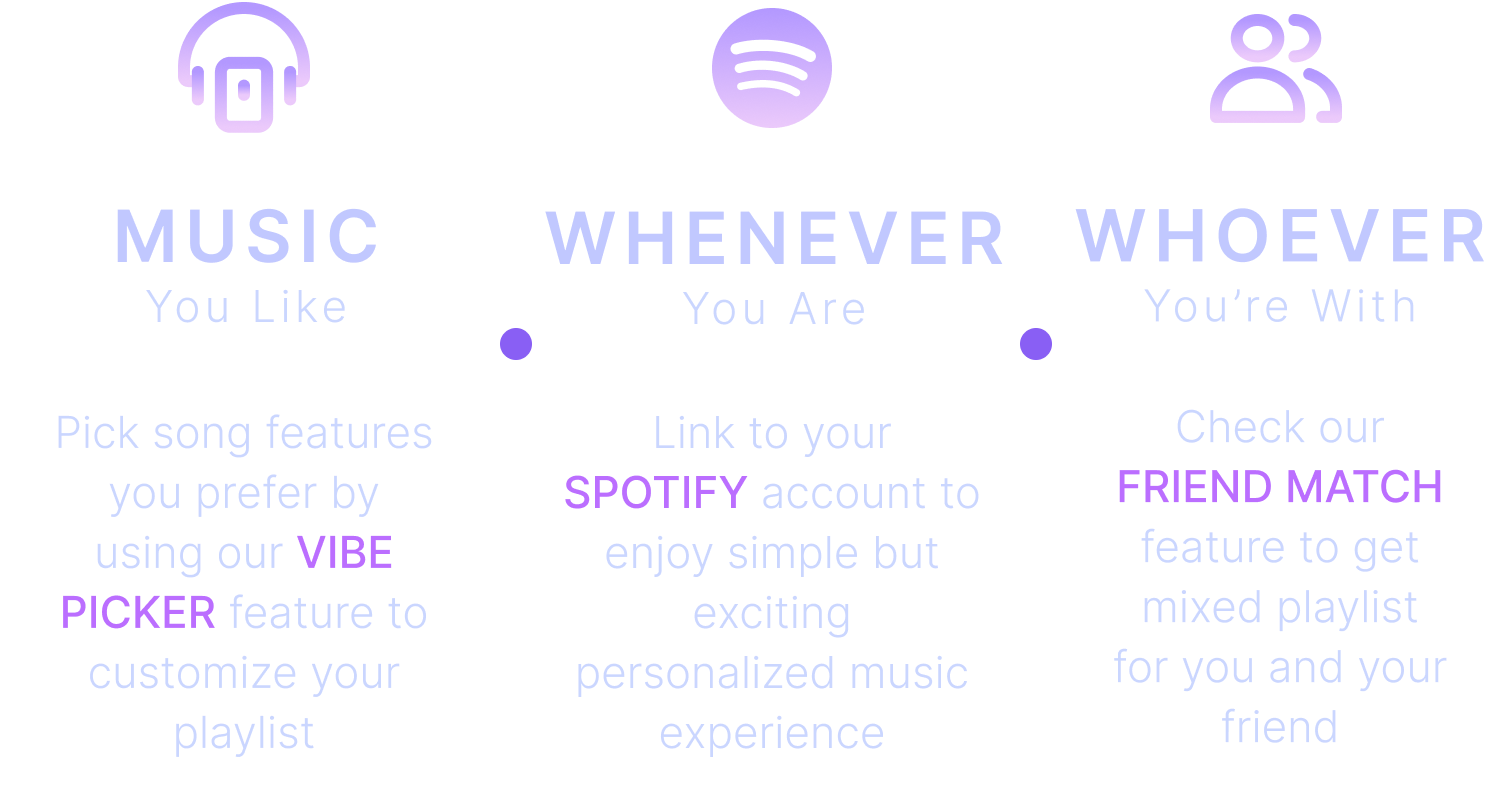 MUSIC
You Like
Pick song features
you prefer by
using our VIBE
PICKER feature to
customize your
playlist
WHENEVER
You Are
Link to your
SPOTIFY account to
enjoy simple but
exciting
personalized music
experience
WHOEVER
You’re With
Check our
FRIEND MATCH
feature to get
mixed playlist
for you and your
friend